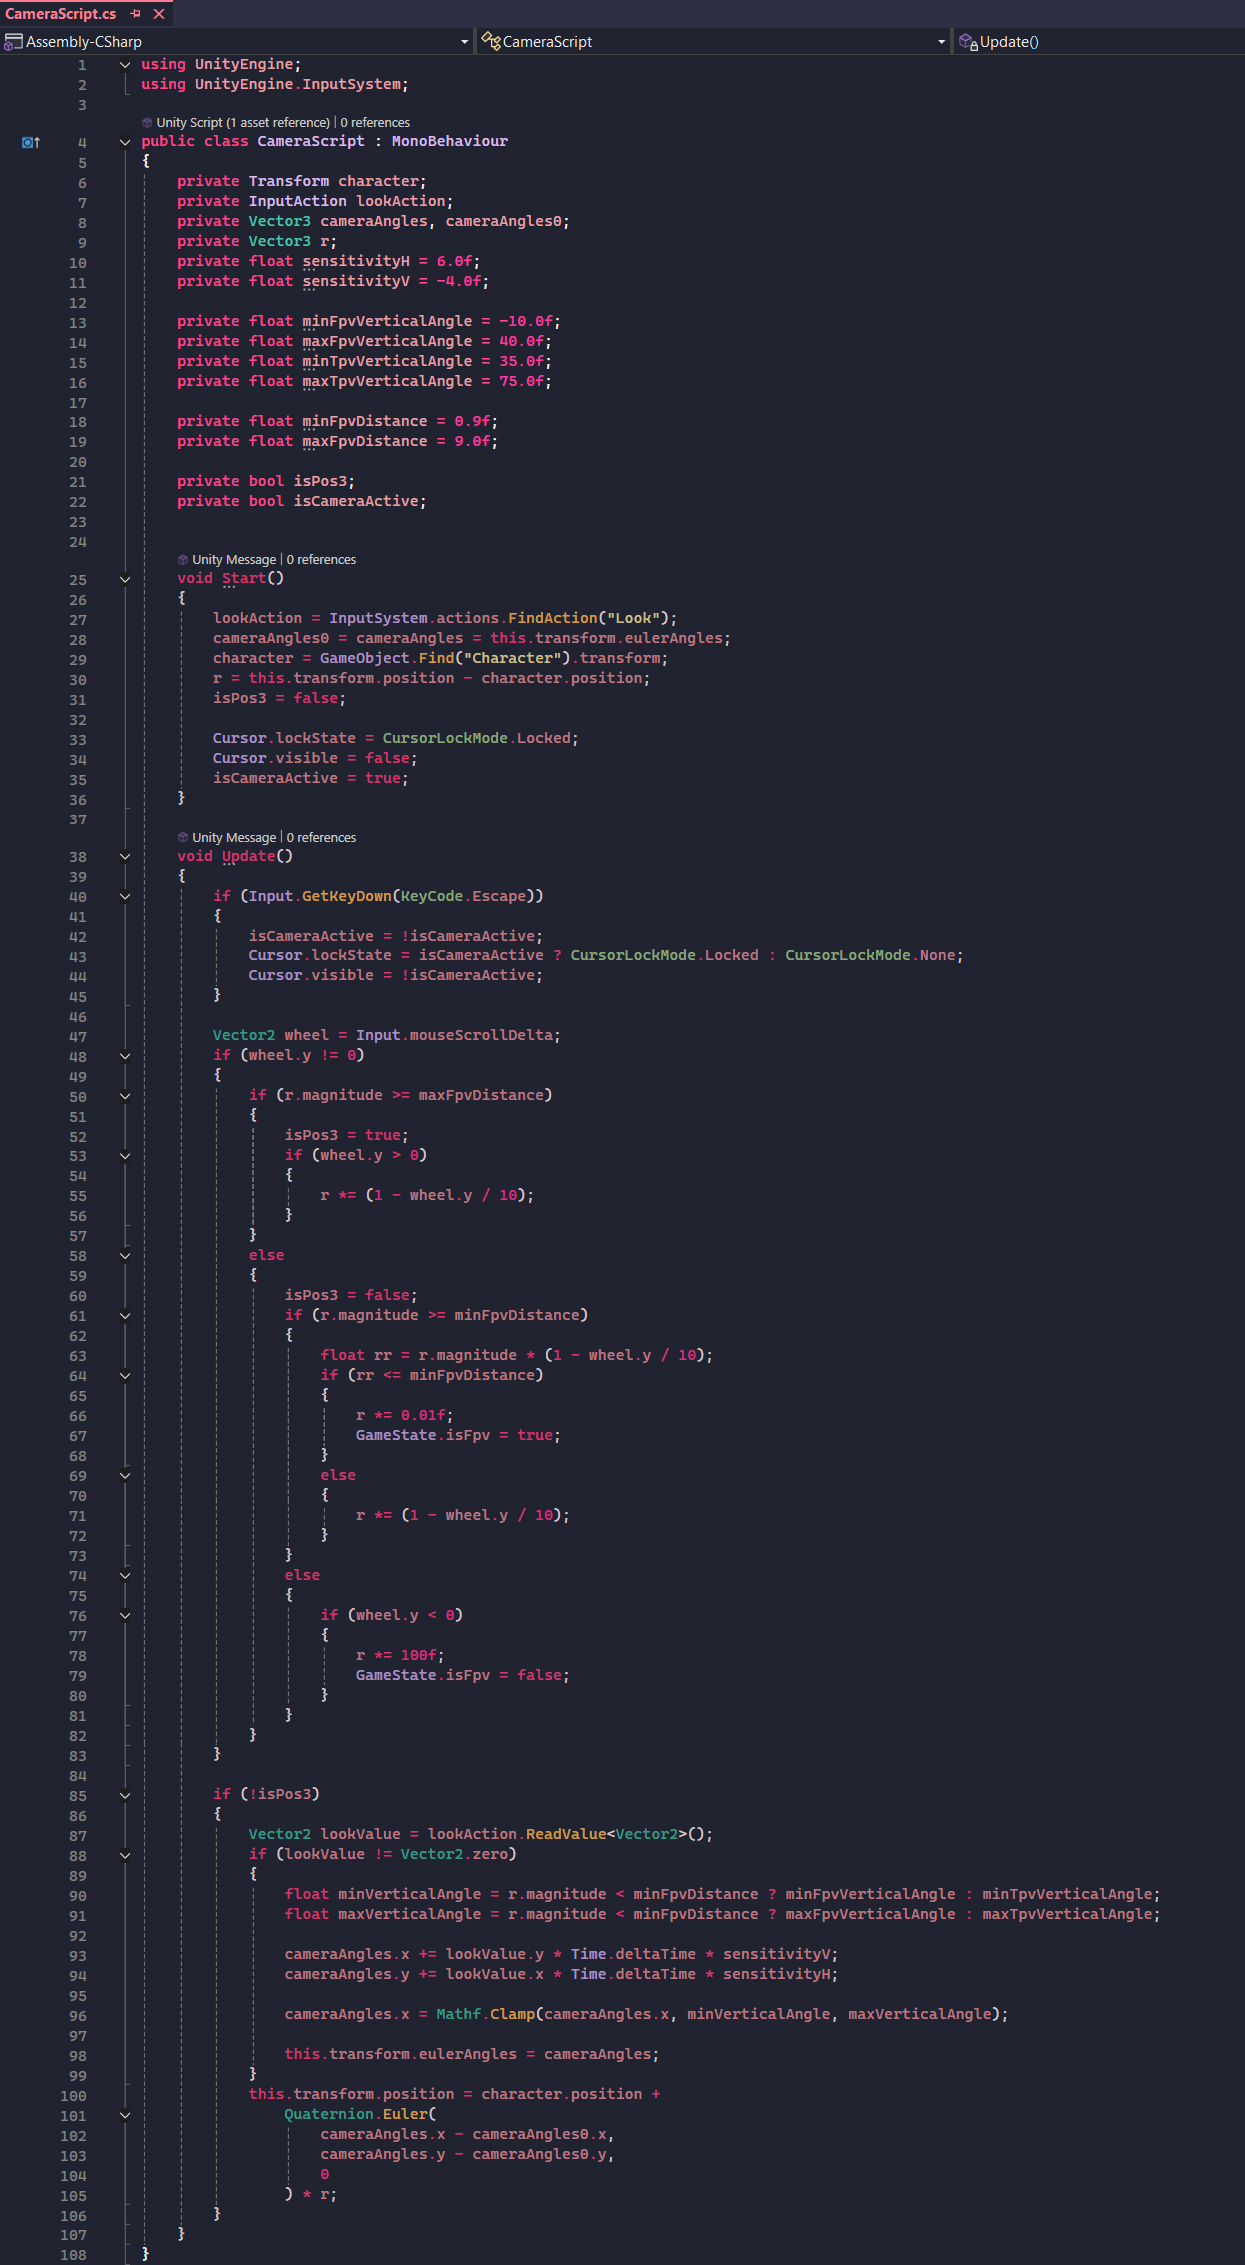 CameraScript.cs
Assembly-CSharp CameraScript Update()
1 using UnityEngine;
2 using UnityEngine.InputSystem;
3
Unity Script (1 asset reference) | 0 references
4 public class CameraScript : MonoBehaviour
5 {
6 private Transform character;
7 private InputAction lookAction;
8 private Vector3 cameraAngles, cameraAngles0;
9 private Vector3 r;
10 private float sensitivityH = 6.0f;
11 private float sensitivityV = -4.0f;
12
13 private float minFpvVerticalAngle = -10.0f;
14 private float maxFpvVerticalAngle = 40.0f;
15 private float minTpvVerticalAngle = 35.0f;
16 private float maxTpvVerticalAngle = 75.0f;
17
18 private float minFpvDistance = 0.9f;
19 private float maxFpvDistance = 9.0f;
20
21 private bool isPos3;
22 private bool isCameraActive;
23
24
Unity Message | 0 references
25 void Start()
26 {
27 lookAction = InputSystem.actions.FindAction("Look");
28 cameraAngles0 = cameraAngles = this.transform.eulerAngles;
29 character = GameObject.Find("Character").transform;
30 r = this.transform.position - character.position;
31 isPos3 = false;
32
33 Cursor.lockState = CursorLockMode.Locked;
34 Cursor.visible = false;
35 isCameraActive = true;
36 }
37
Unity Message | 0 references
38 void Update()
39 {
40 if (Input.GetKeyDown(KeyCode.Escape))
41 {
42 isCameraActive = !isCameraActive;
43 Cursor.lockState = isCameraActive ? CursorLockMode.Locked : CursorLockMode.None;
44 Cursor.visible = !isCameraActive;
45 }
46
47 Vector2 wheel = Input.mouseScrollDelta;
48 if (wheel.y != 0)
49 {
50 if (r.magnitude >= maxFpvDistance)
51 {
52 isPos3 = true;
53 if (wheel.y > 0)
54 {
55 r *= (1 - wheel.y / 10);
56 }
57 }
58 else
59 {
60 isPos3 = false;
61 if (r.magnitude >= minFpvDistance)
62 {
63 float rr = r.magnitude * (1 - wheel.y / 10);
64 if (rr <= minFpvDistance)
65 {
66 r *= 0.01f;
67 GameState.isFpv = true;
68 }
69 else
70 {
71 r *= (1 - wheel.y / 10);
72 }
73 }
74 else
75 {
76 if (wheel.y < 0)
77 {
78 r *= 100f;
79 GameState.isFpv = false;
80 }
81 }
82 }
83 }
84
85 if (!isPos3)
86 {
87 Vector2 lookValue = lookAction.ReadValue<Vector2>();
88 if (lookValue != Vector2.zero)
89 {
90 float minVerticalAngle = r.magnitude < minFpvDistance ? minFpvVerticalAngle : minTpvVerticalAngle;
91 float maxVerticalAngle = r.magnitude < minFpvDistance ? maxFpvVerticalAngle : maxTpvVerticalAngle;
92
93 cameraAngles.x += lookValue.y * Time.deltaTime * sensitivityV;
94 cameraAngles.y += lookValue.x * Time.deltaTime * sensitivityH;
95
96 cameraAngles.x = Mathf.Clamp(cameraAngles.x, minVerticalAngle, maxVerticalAngle);
97
98 this.transform.eulerAngles = cameraAngles;
99 }
100 this.transform.position = character.position +
101 Quaternion.Euler(
102 cameraAngles.x - cameraAngles0.x,
103 cameraAngles.y - cameraAngles0.y,
104 0
105 ) * r;
106 }
107 }
108 }